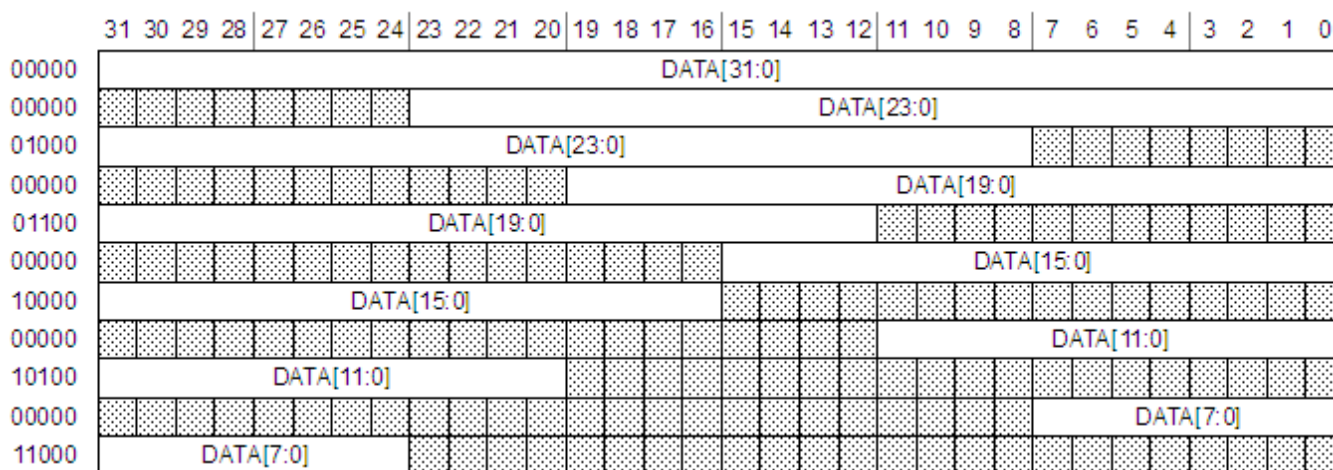 31 30 29 28 27 26 25 24 23 22 21 20 19 18 17 16 15 14 13 12 11 10 9 8 7 6 5 4 3 2 1 0
00000 DATA[31:0]
00000 DATA[23:0]
01000 DATA[23:0]
00000 DATA[19:0]
01100 DATA[19:0]
00000 DATA[15:0]
10000 DATA[15:0]
00000 DATA[11:0]
10100 DATA[11:0]
00000 DATA[7:0]
11000 DATA[7:0]